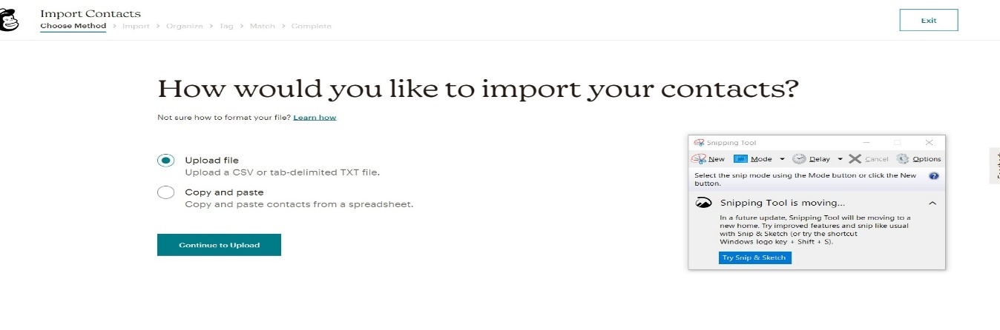 Import Contacts
Choose Method > Import > Organize > Tag > Match > Complete
Exit
How would you like to import your contacts?
Not sure how to format your file? Learn how
Upload file
Upload a CSV or tab-delimited TXT file.
Copy and paste
Copy and paste contacts from a spreadsheet.
Continue to Upload
Snipping Tool
New Mode Delay Cancel Options
Select the snip mode using the Mode button or click the New
button.
Snipping Tool is moving...
In a future update, Snipping Tool will be moving to a
new home. Try improved features and snip like usual
with Snip & Sketch (or try the shortcut
Windows logo key + Shift + S).
Try Snip & Sketch